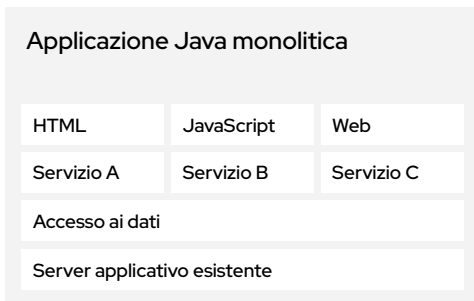 Applicazione Java monolitica
HTML JavaScript Web
Servizio A Servizio B Servizio C
Accesso ai dati
Server applicativo esistente